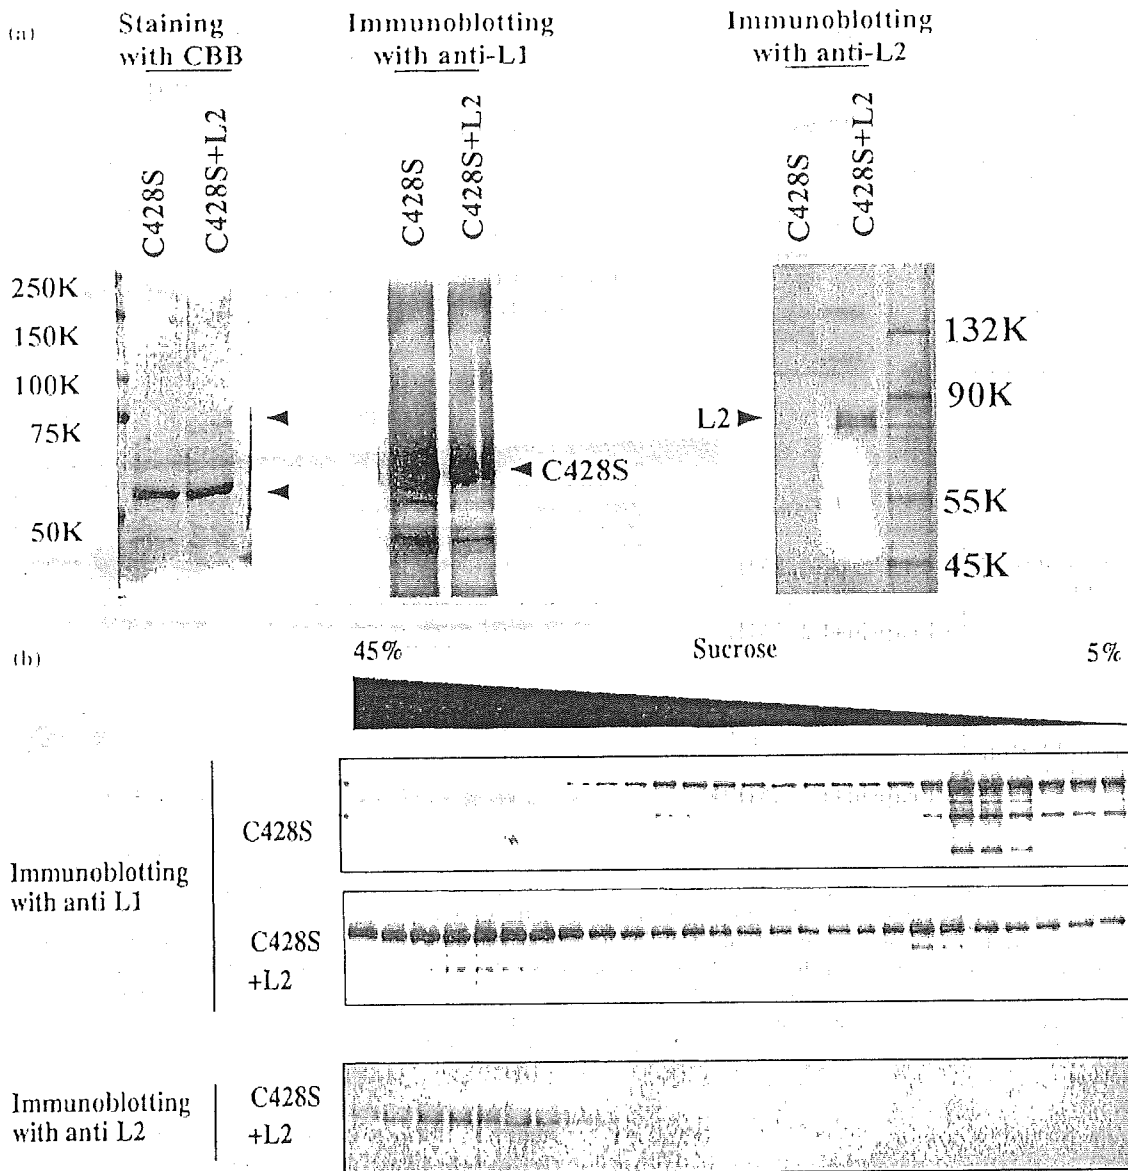 (a)
Staining
with CBB
Immunoblotting
with anti-L1
Immunoblotting
with anti-L2
C428S
C428S+L2
C428S
C428S+L2
C428S
C428S+L2
250K
150K
100K
75K
50K
C428S
L2
132K
90K
55K
45K
(b)
45%
Sucrose
5%
Immunoblotting
with anti L1
C428S
C428S
+L2
Immunoblotting
with anti L2
C428S
+L2